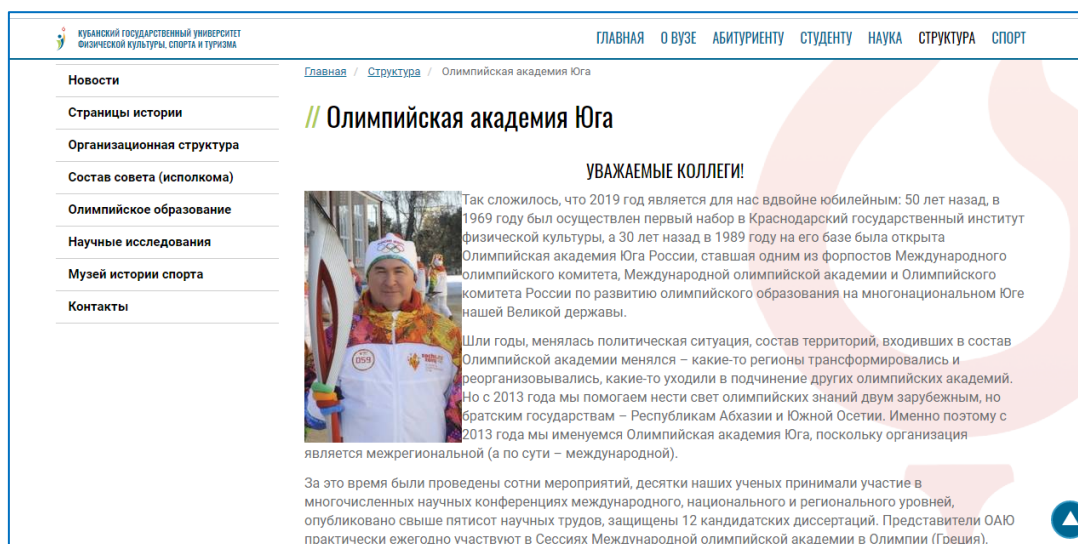 КУБАНСКИЙ ГОСУДАРСТВЕННЫЙ УНИВЕРСИТЕТ
ФИЗИЧЕСКОЙ КУЛЬТУРЫ, СПОРТА И ТУРИЗМА
ГЛАВНАЯ О ВУЗЕ АБИТУРИЕНТУ СТУДЕНТУ НАУКА СТРУКТУРА СПОРТ
Новости
Страницы истории
Организационная структура
Состав совета (исполкома)
Олимпийское образование
Научные исследования
Музей истории спорта
Контакты
Главная / Структура / Олимпийская академия Юга
// Олимпийская академия Юга
УВАЖАЕМЫЕ КОЛЛЕГИ!
Так сложилось, что 2019 год является для нас вдвойне юбилейным: 50 лет назад, в
1969 году был осуществлен первый набор в Краснодарский государственный институт
физической культуры, а 30 лет назад в 1989 году на его базе была открыта
Олимпийская академия Юга России, ставшая одним из форпостов Международного
олимпийского комитета, Международной олимпийской академии и Олимпийского
комитета России по развитию олимпийского образования на многонациональном Юге
нашей Великой державы.
Шли годы, менялась политическая ситуация, состав территорий, входивших в состав
Олимпийской академии менялся – какие-то регионы трансформировались и
реорганизовывались, какие-то уходили в подчинение других олимпийских академий.
Но с 2013 года мы помогаем нести свет олимпийских знаний двум зарубежным, но
братским государствам – Республикам Абхазии и Южной Осетии. Именно поэтому с
2013 года мы именуемся Олимпийская академия Юга, поскольку организация
является межрегиональной (а по сути – международной).
За это время были проведены сотни мероприятий, десятки наших ученых принимали участие в
многочисленных научных конференциях международного, национального и регионального уровней,
опубликовано свыше пятисот научных трудов, защищены 12 кандидатских диссертаций. Представители ОАЮ
практически ежегодно участвуют в Сессиях Международной олимпийской академии в Олимпии (Греция),
059